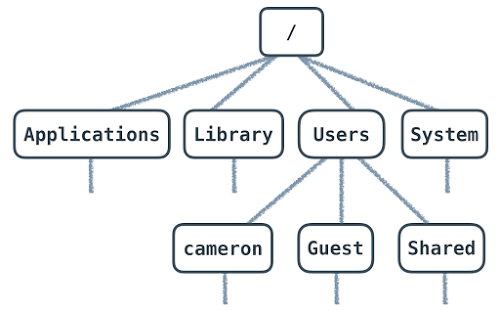 /
Applications Library Users System
cameron Guest Shared